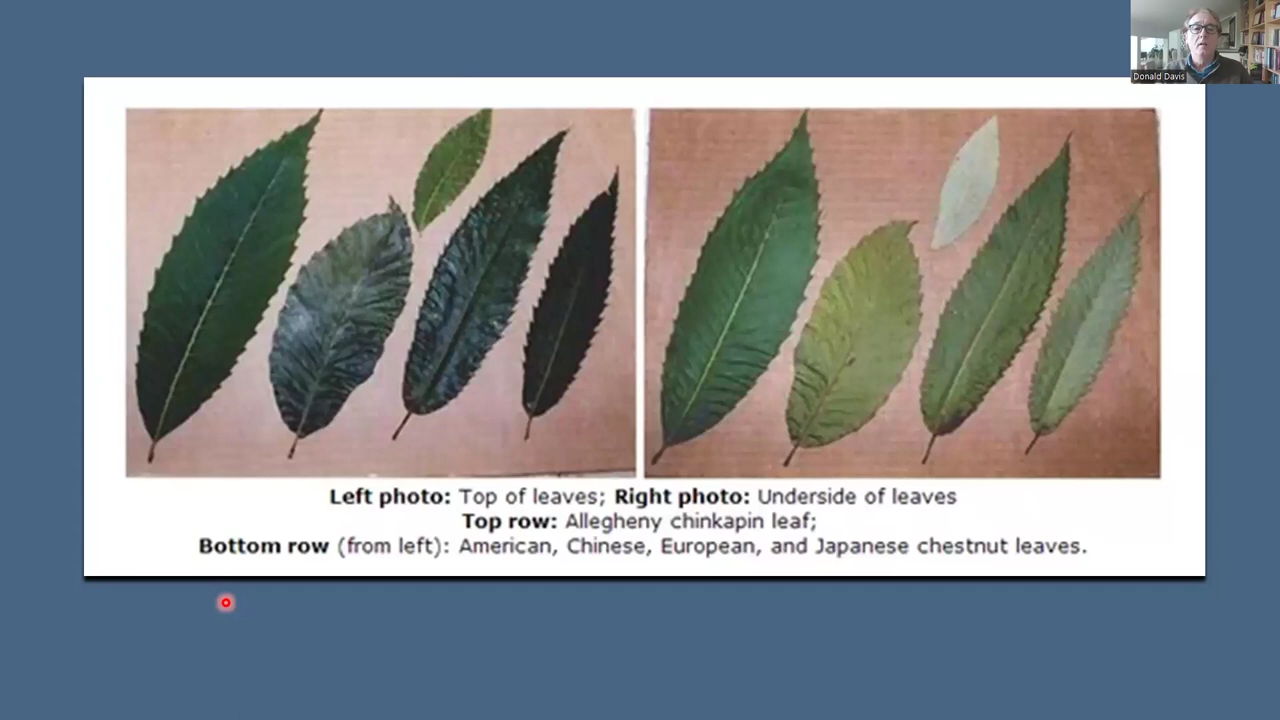 Donald Davis
Left photo: Top of leaves; Right photo: Underside of leaves
Top row: Allegheny chinkapin leaf;
Bottom row (from left): American, Chinese, European, and Japanese chestnut leaves.